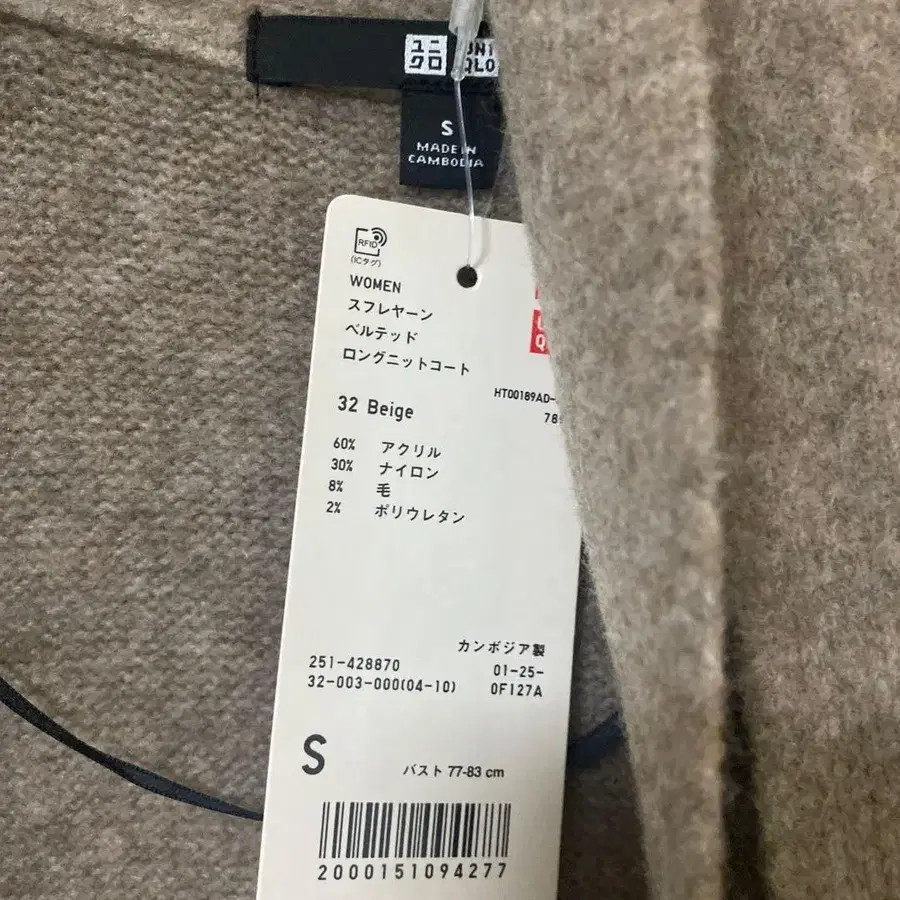 ユニ
クロ
UNI
QLO
S
MADE IN
CAMBODIA
RFID
(ICタグ)
WOMEN
スフレヤーン
ベルテッド
ロングニットコート
HT00189AD-
78
32 Beige
60% アクリル
30% ナイロン
8% 毛
2% ポリウレタン
カンボジア製
251-428870 01-25-
32-003-000(04-10) 0F127A
S バスト 77-83 cm
2000151094277